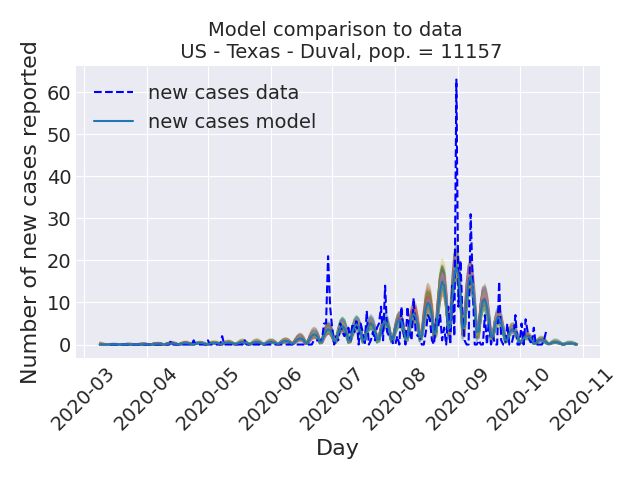 Model comparison to data
US - Texas - Duval, pop. = 11157
Number of new cases reported
60
50
40
30
20
10
0
new cases data
new cases model
2020-03
2020-04
2020-05
2020-06
2020-07
2020-08
2020-09
2020-10
2020-11
Day